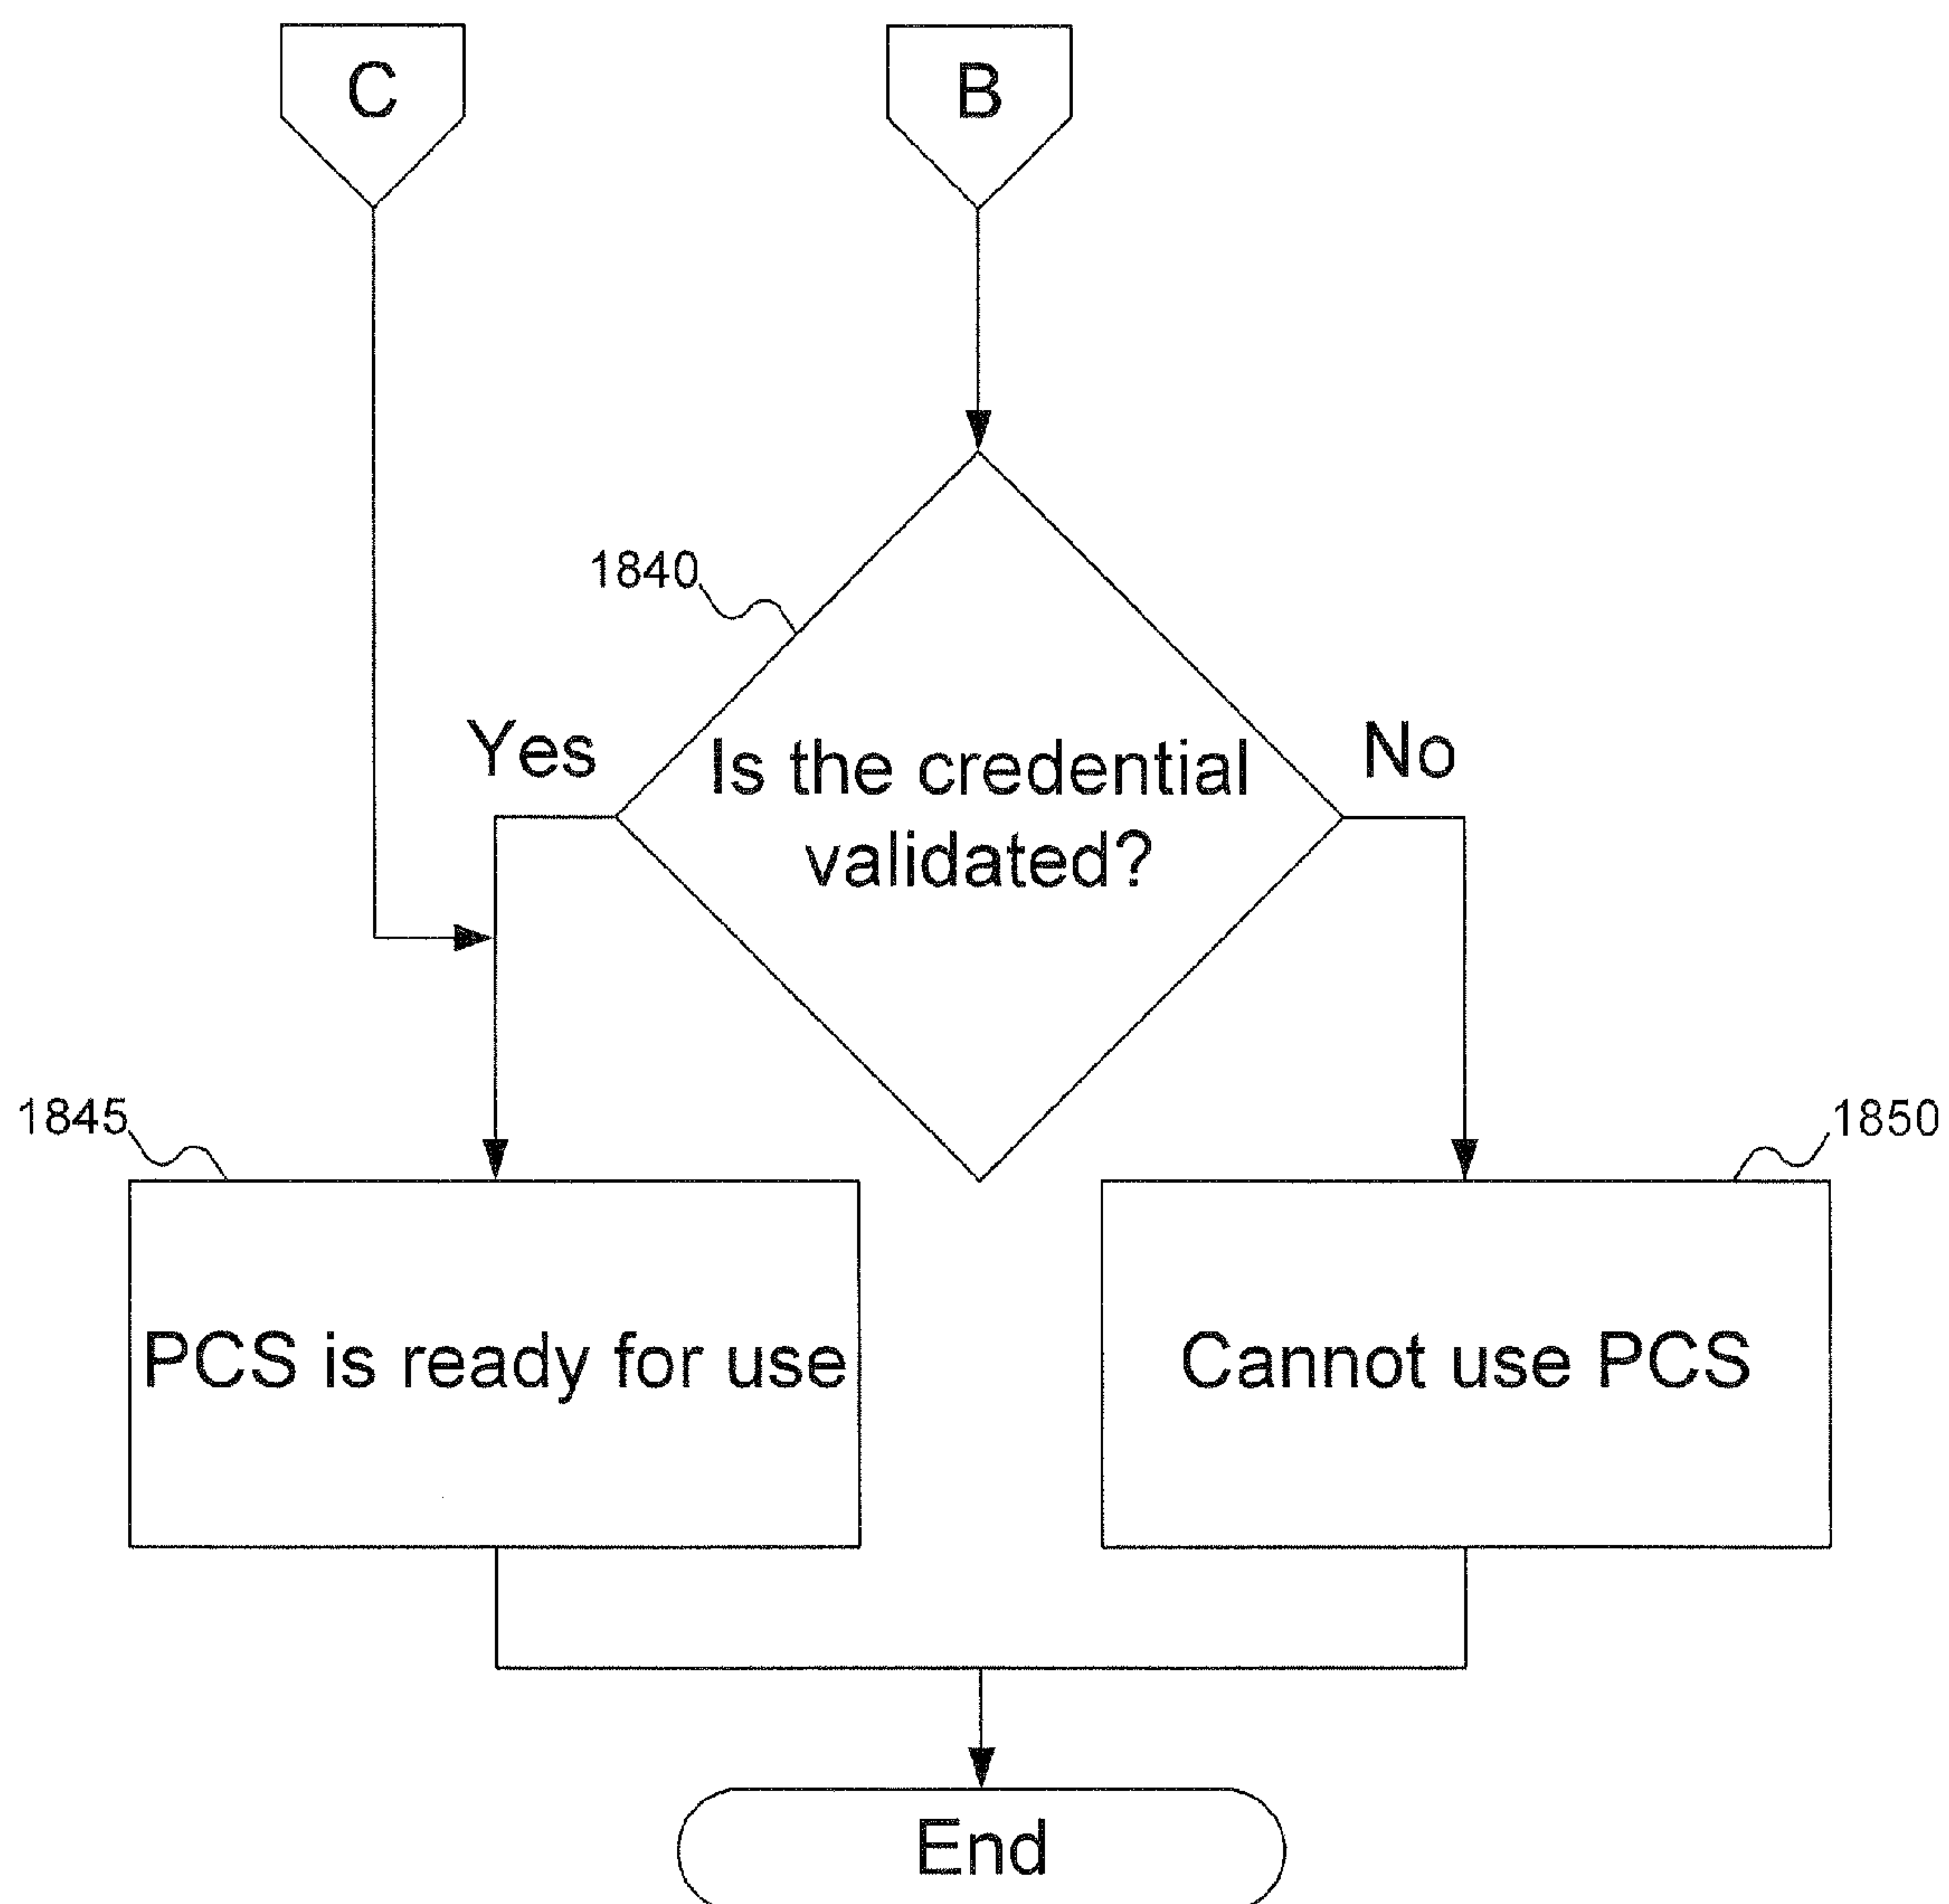 C
B
1840
Yes
Is the credential
validated?
No
1845
1850
PCS is ready for use
Cannot use PCS
End